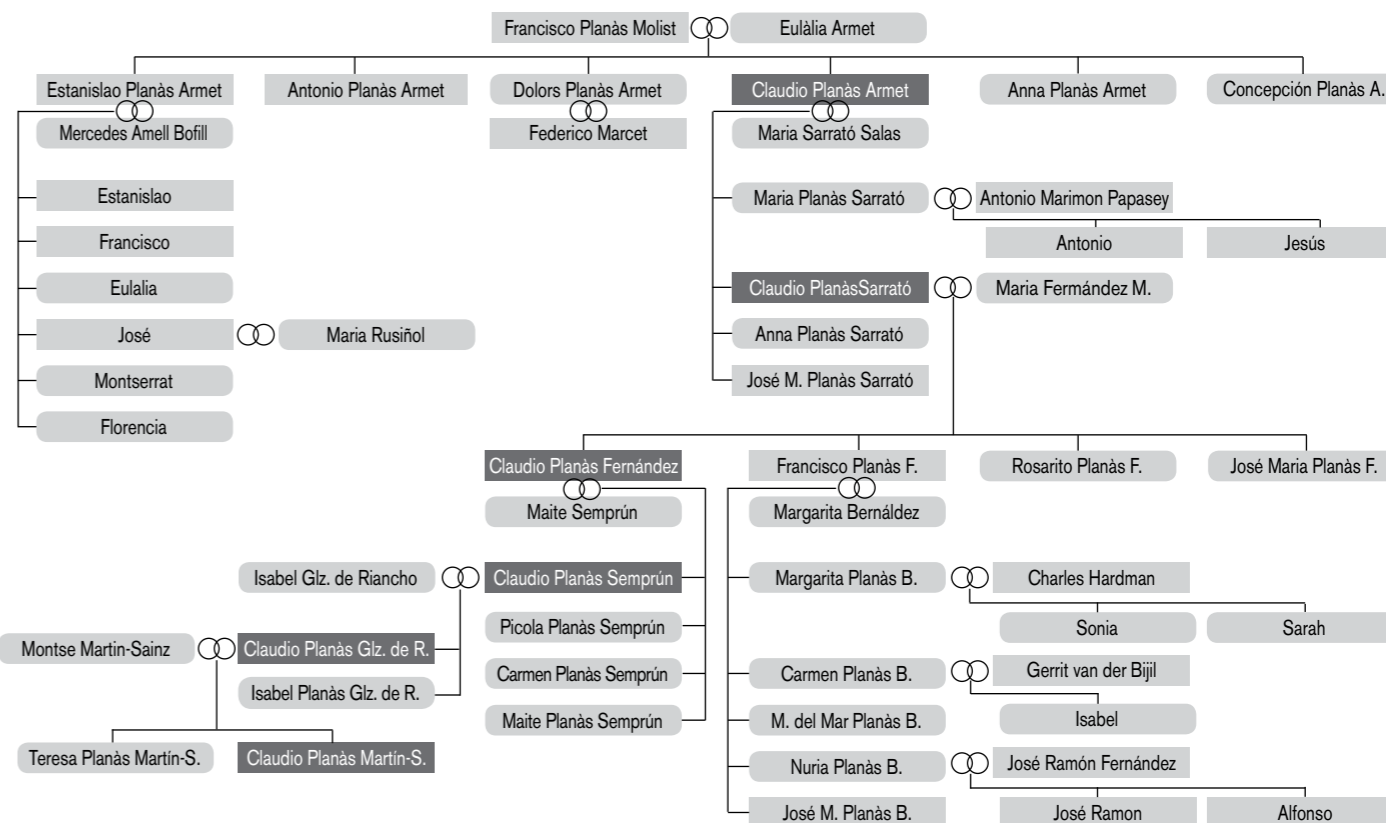 Francisco Planàs Molist
Eulàlia Armet
Estanislao Planàs Armet
Antonio Planàs Armet
Dolors Planàs Armet
Claudio Planàs Armet
Anna Planàs Armet
Concepción Planàs A.
Mercedes Amell Bofill
Federico Marcet
Maria Sarrató Salas
Estanislao
Maria Planàs Sarrató
Antonio Marimon Papasey
Francisco
Antonio
Jesús
Eulalia
Claudio PlanàsSarrató
Maria Fermández M.
José
Maria Rusiñol
Anna Planàs Sarrató
Montserrat
José M. Planàs Sarrató
Florencia
Claudio Planàs Fernández
Francisco Planàs F.
Rosarito Planàs F.
José Maria Planàs F.
Maite Semprún
Margarita Bernáldez
Isabel Glz. de Riancho
Claudio Planàs Semprún
Margarita Planàs B.
Charles Hardman
Picola Planàs Semprún
Sonia
Sarah
Montse Martin-Sainz
Claudio Planàs Glz. de R.
Carmen Planàs Semprún
Carmen Planàs B.
Gerrit van der Bijil
Isabel Planàs Glz. de R.
Maite Planàs Semprún
M. del Mar Planàs B.
Isabel
Teresa Planàs Martín-S.
Claudio Planàs Martín-S.
Nuria Planàs B.
José Ramón Fernández
José M. Planàs B.
José Ramon
Alfonso